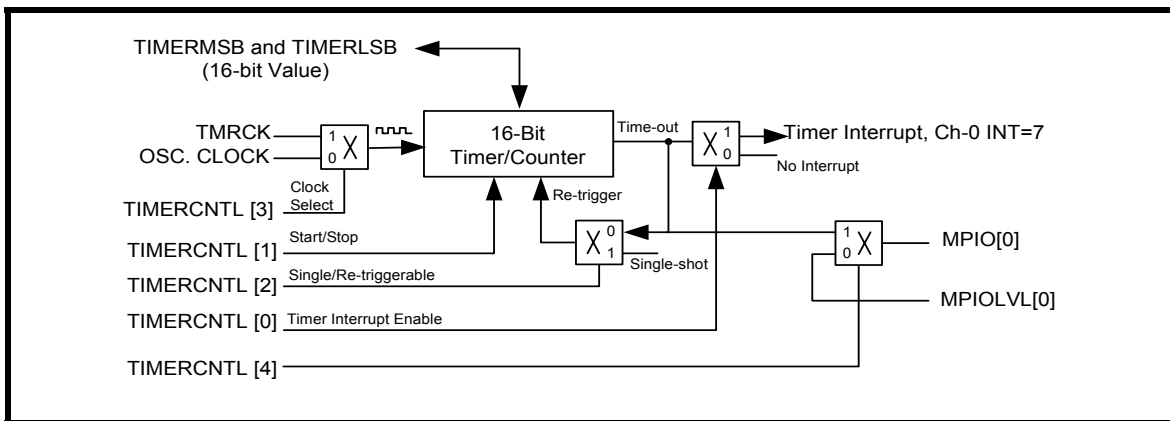 TIMERMSB and TIMERLSB
(16-bit Value)
TMRCK
OSC. CLOCK
1
0
X
Clock
Select
TIMERCNTL [3]
16-Bit
Timer/Counter
Time-out
X
1
0
Timer Interrupt, Ch-0 INT=7
No Interrupt
Re-trigger
TIMERCNTL [1]
Start/Stop
X
0
1
Single-shot
TIMERCNTL [2]
Single/Re-triggerable
1
0
X
MPIO[0]
MPIOLVL[0]
TIMERCNTL [0]
Timer Interrupt Enable
TIMERCNTL [4]